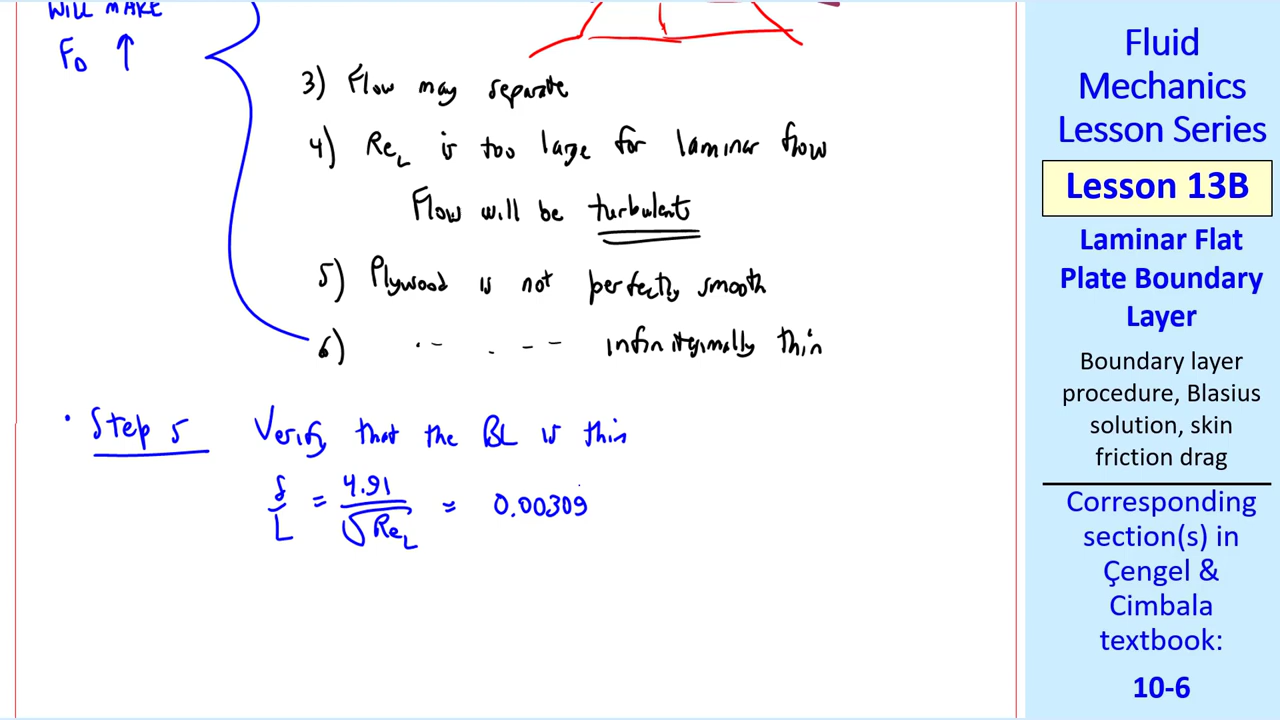 WILL MAKE
F_D ↑
3) Flow may separate
4) Re_L is too large for laminar flow
Flow will be turbulent
5) Plywood is not perfectly smooth
6) .. - . - - infinitesimally thin
• Step 5 Verify that the BL is thin
δ/L = 4.91/√Re_L ≈ 0.00309
Fluid
Mechanics
Lesson Series
Lesson 13B
Laminar Flat
Plate Boundary
Layer
Boundary layer
procedure, Blasius
solution, skin
friction drag
Corresponding
section(s) in
Çengel &
Cimbala
textbook:
10-6